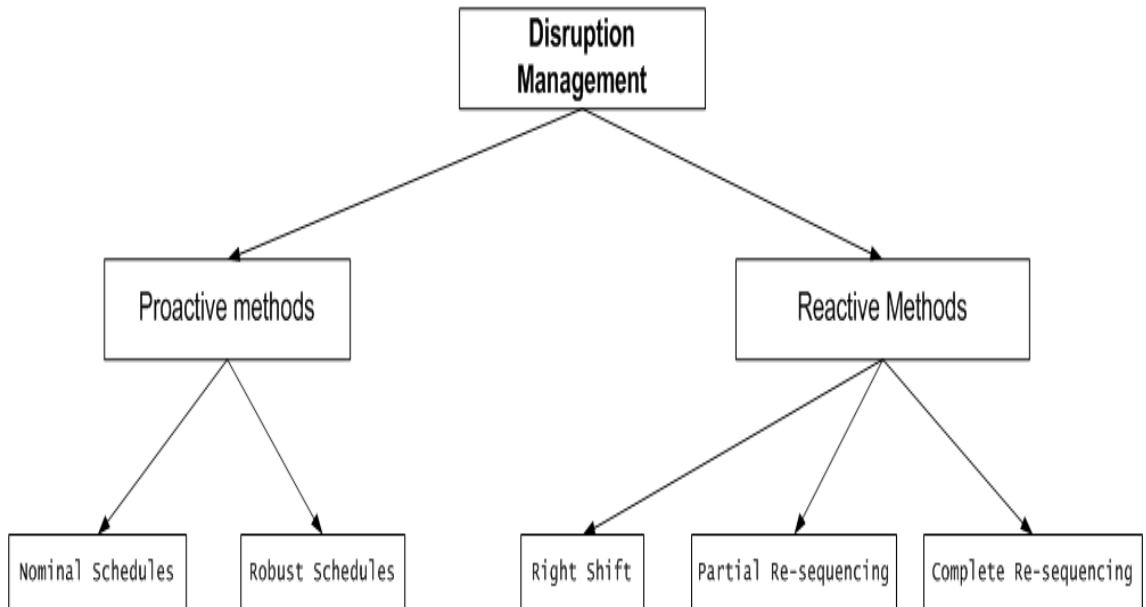 Disruption
Management
Proactive methods
Reactive Methods
Nominal Schedules
Robust Schedules
Right Shift
Partial Re-sequencing
Complete Re-sequencing